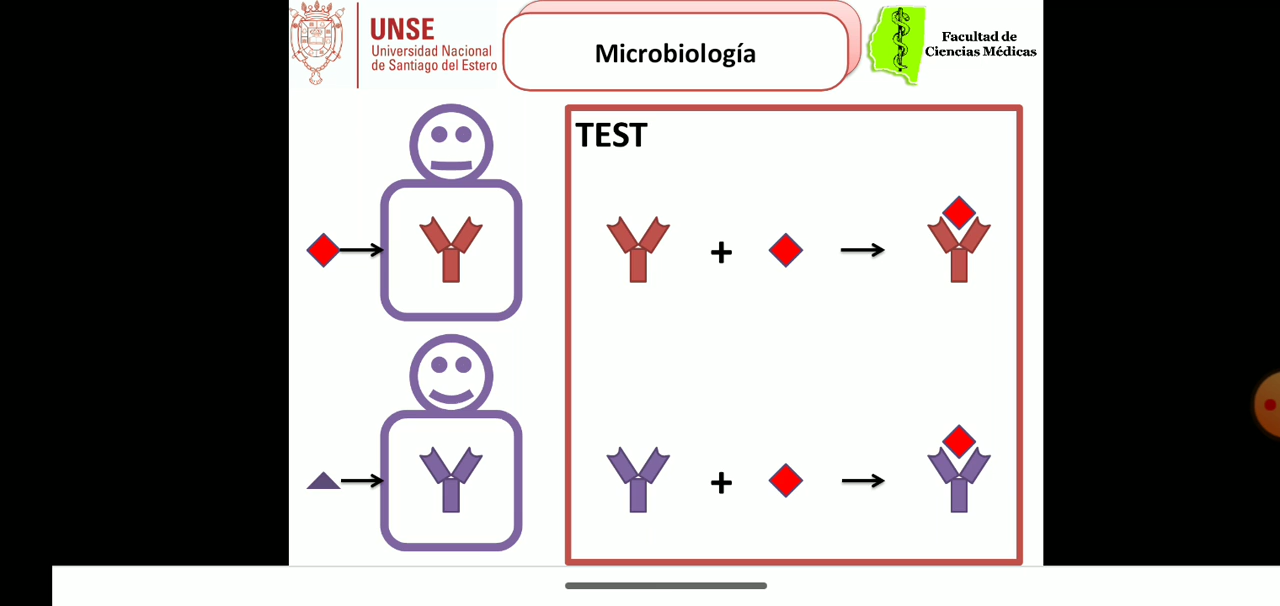 UNSE
Universidad Nacional
de Santiago del Estero
Microbiología
Facultad de
Ciencias Médicas
TEST